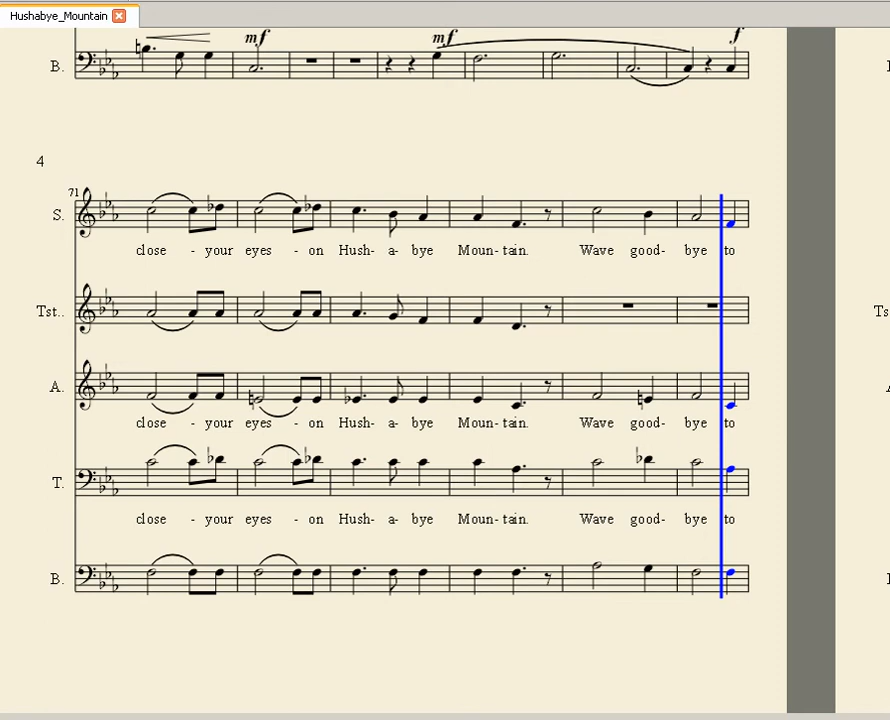 Hushabye_Mountain
mf
mf
f
B.
4
71
S.
close - your eyes - on Hush- a- bye Moun- tain. Wave good- bye to
Tst..
Ts
A.
close - your eyes - on Hush- a- bye Moun- tain. Wave good- bye to
T.
close - your eyes - on Hush- a- bye Moun- tain. Wave good- bye to
B.